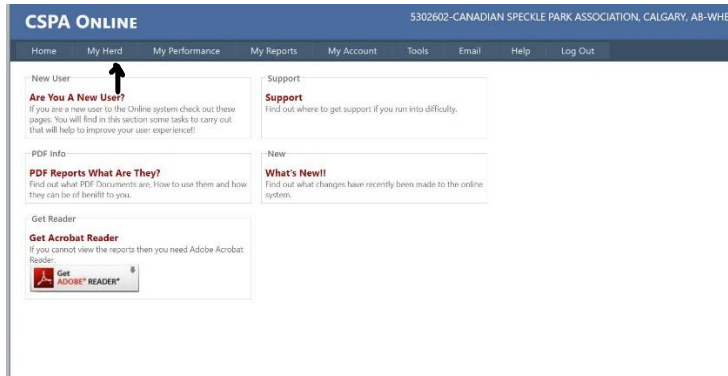 CSPA ONLINE
5302602-CANADIAN SPECKLE PARK ASSOCIATION, CALGARY, AB-WHE
Home My Herd My Performance My Reports My Account Tools Email Help Log Out
New User
Are You A New User?
If you are a new user to the Online system check out these
pages. You will find in this section some tasks to carry out
that will help to improve your user experience!!
Support
Support
Find out where to get support if you run into difficulty.
PDF Info
PDF Reports What Are They?
Find out what PDF Documents are, How to use them and how
they can be of benifit to you.
New
What's New!!
Find out what changes have recently been made to the online
system.
Get Reader
Get Acrobat Reader
If you cannot view the reports then you need Adobe Acrobat
Reader.
Get
ADOBE® READER®